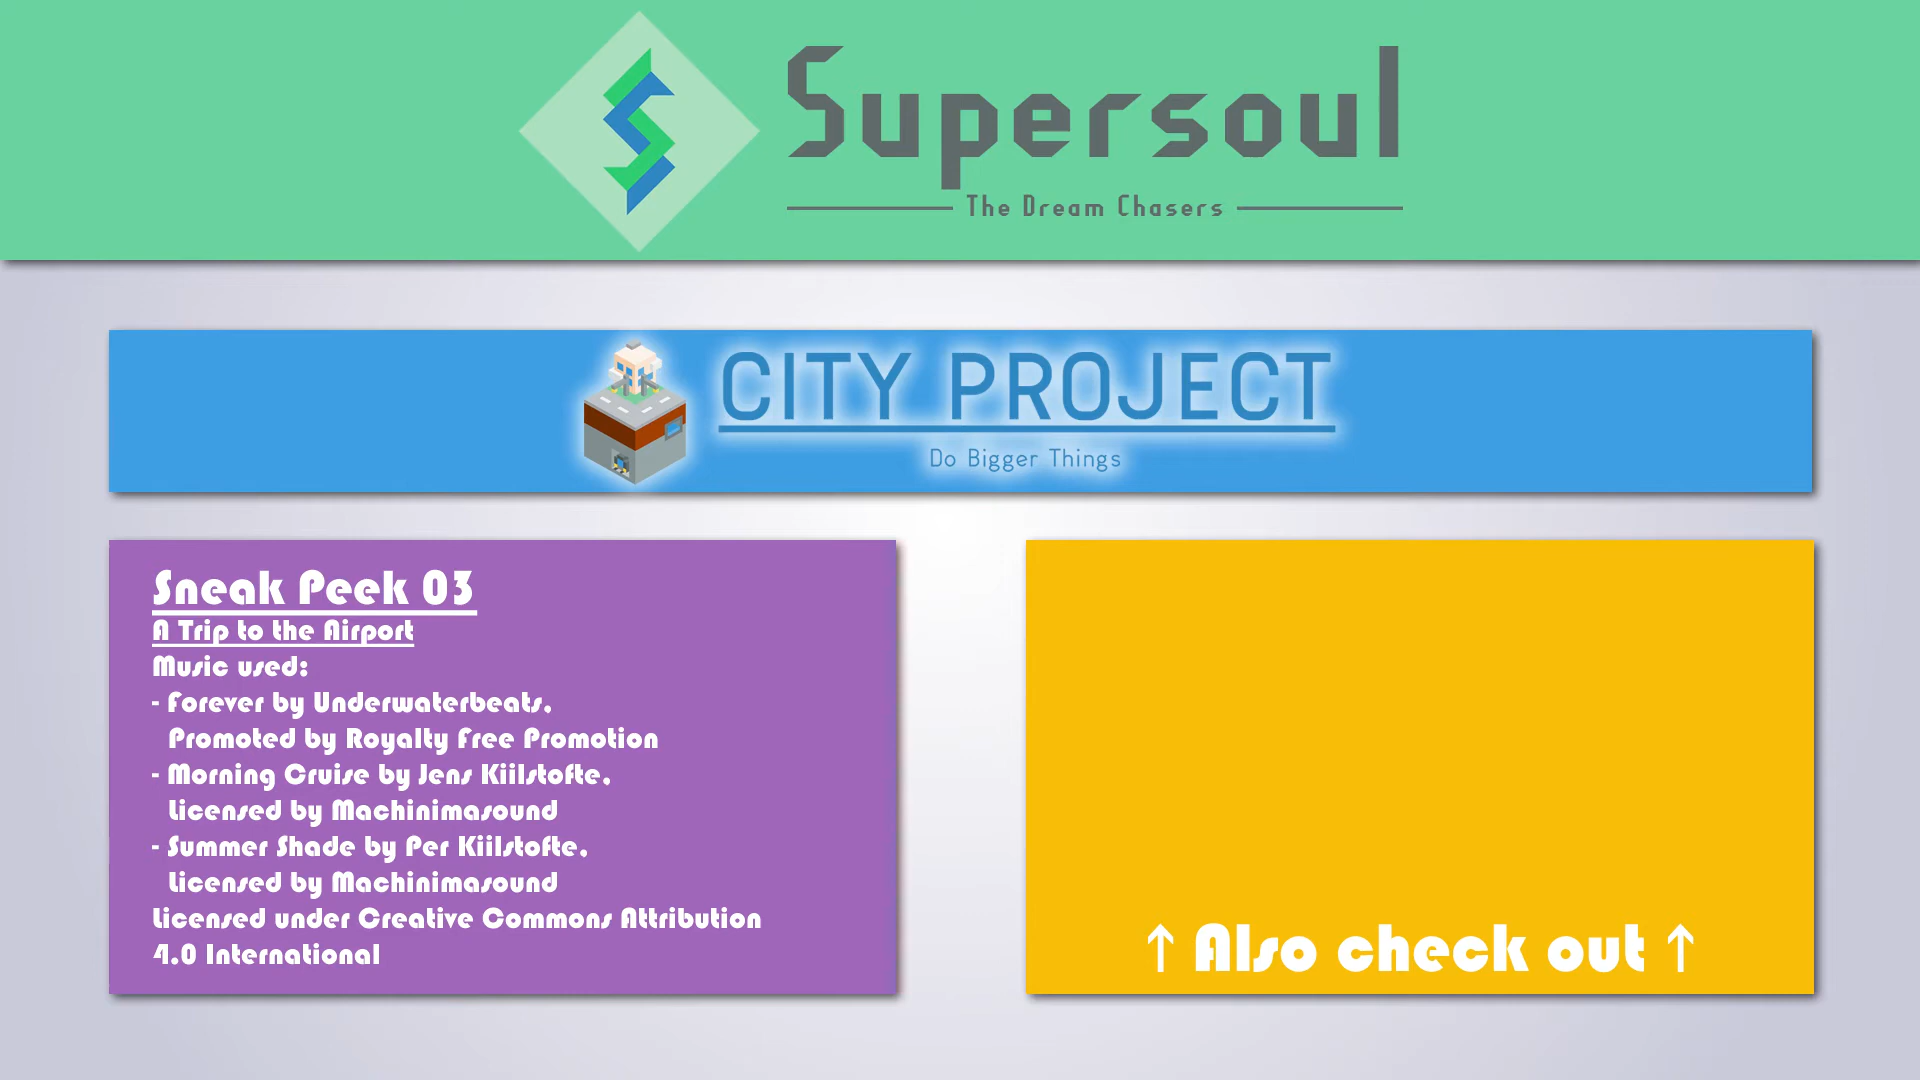 Supersoul
The Dream Chasers
CITY PROJECT
Do Bigger Things
Sneak Peek 03
A Trip to the Airport
Music used:
- Forever by Underwaterbeats,
Promoted by Royalty Free Promotion
- Morning Cruise by Jens Kiilstofte,
Licensed by Machinimasound
- Summer Shade by Per Kiilstofte,
Licensed by Machinimasound
Licensed under Creative Commons Attribution
4.0 International
↑ Also check out ↑